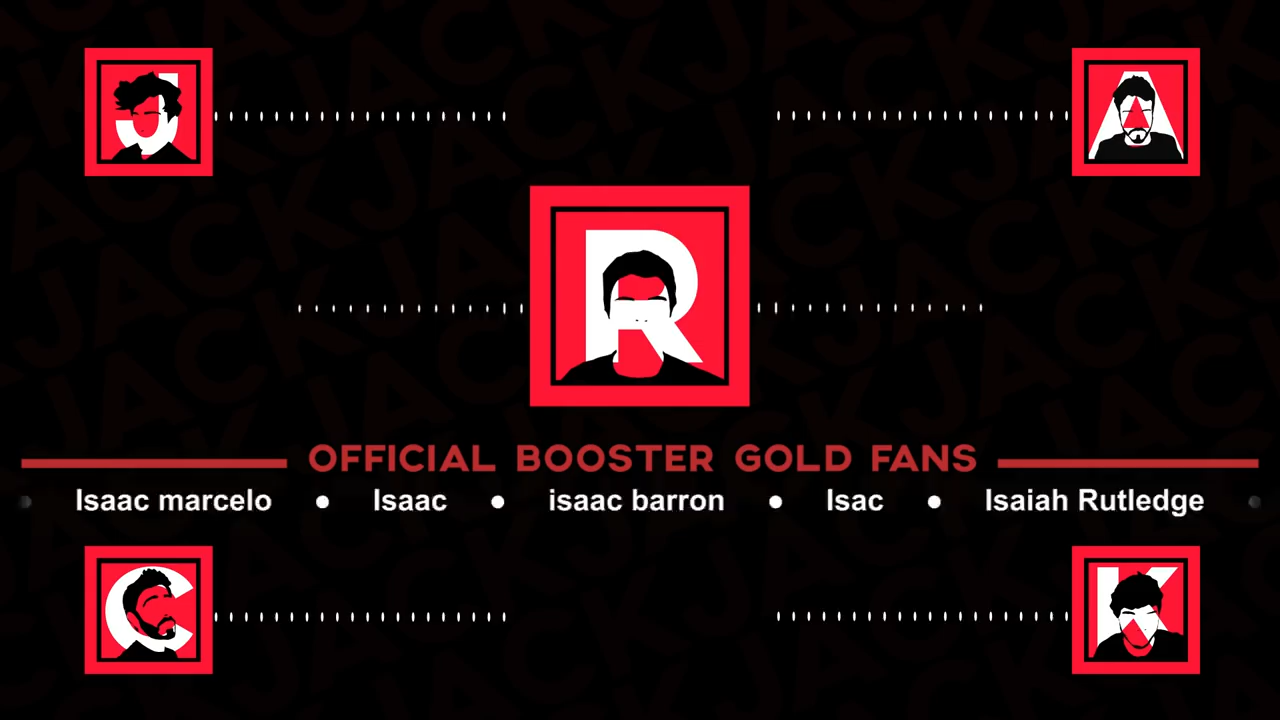 J
A
R
OFFICIAL BOOSTER GOLD FANS
Isaac marcelo • Isaac • isaac barron • Isac • Isaiah Rutledge
C
K